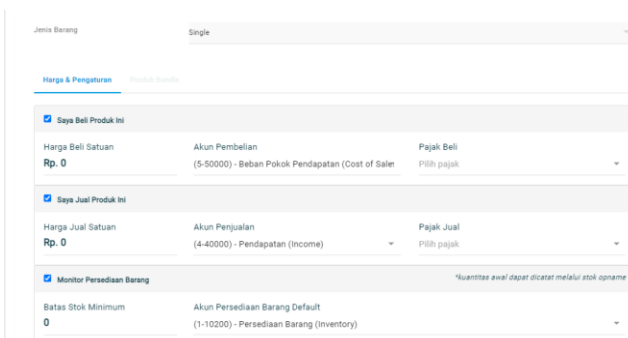 Jenis Barang
Single
Harga & Pengaturan Produk Bundle
Saya Beli Produk Ini
Harga Beli Satuan Akun Pembelian Pajak Beli
Rp. 0 (5-50000) - Beban Pokok Pendapatan (Cost of Sales Pilih pajak
Saya Jual Produk Ini
Harga Jual Satuan Akun Penjualan Pajak Jual
Rp. 0 (4-40000) - Pendapatan (Income) Pilih pajak
Monitor Persediaan Barang *kuantitas awal dapat dicatat melalui stok opname
Batas Stok Minimum Akun Persediaan Barang Default
0 (1-10200) - Persediaan Barang (Inventory)